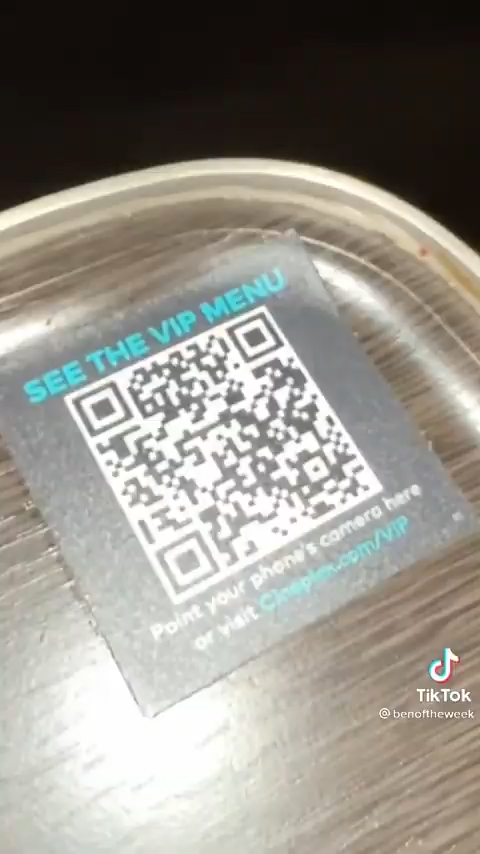 SEE THE VIP MENU
Point your phone's camera here
or visit Cineplex.com/VIP
TikTok
@benoftheweek